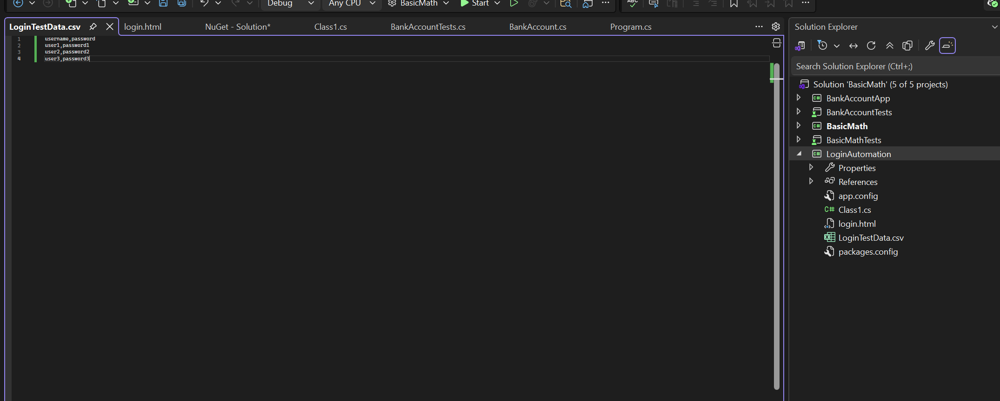 Debug
Any CPU
BasicMath
Start
ABC
LoginTestData.csv
login.html
NuGet - Solution*
Class1.cs
BankAccountTests.cs
BankAccount.cs
Program.cs
1 username,password
2 user1,password1
3 user2,password2
4 user3,password3
Solution Explorer
Search Solution Explorer (Ctrl+;)
Solution 'BasicMath' (5 of 5 projects)
C# BankAccountApp
BankAccountTests
C# BasicMath
BasicMathTests
C# LoginAutomation
Properties
References
app.config
C# Class1.cs
login.html
LoginTestData.csv
packages.config